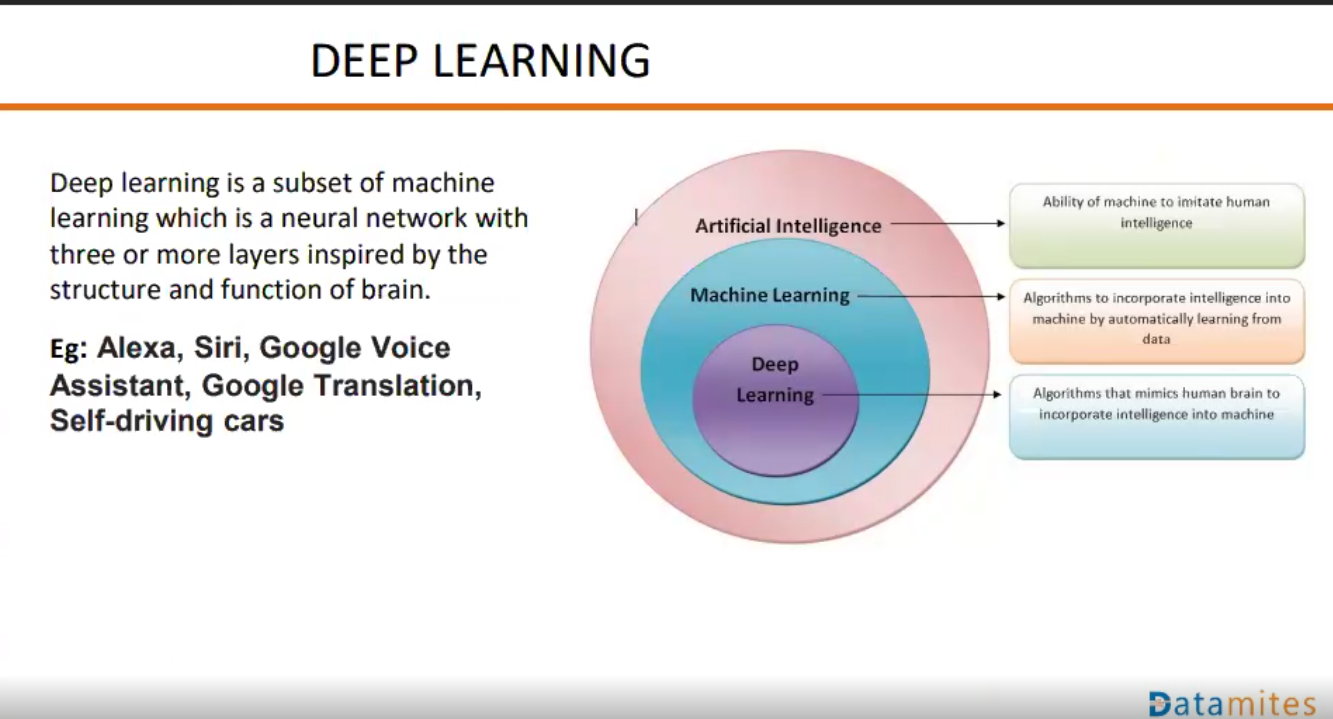 DEEP LEARNING
Deep learning is a subset of machine
learning which is a neural network with
three or more layers inspired by the
structure and function of brain.
Eg: Alexa, Siri, Google Voice
Assistant, Google Translation,
Self-driving cars
Artificial Intelligence
Machine Learning
Deep
Learning
Ability of machine to imitate human
intelligence
Algorithms to incorporate intelligence into
machine by automatically learning from
data
Algorithms that mimics human brain to
incorporate intelligence into machine
Datamites